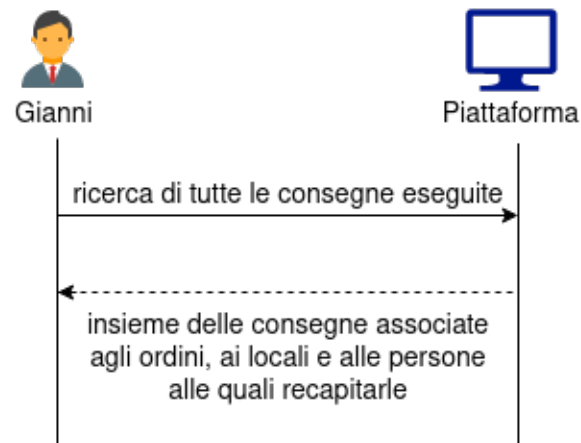 Gianni
Piattaforma
ricerca di tutte le consegne eseguite
insieme delle consegne associate
agli ordini, ai locali e alle persone
alle quali recapitarle